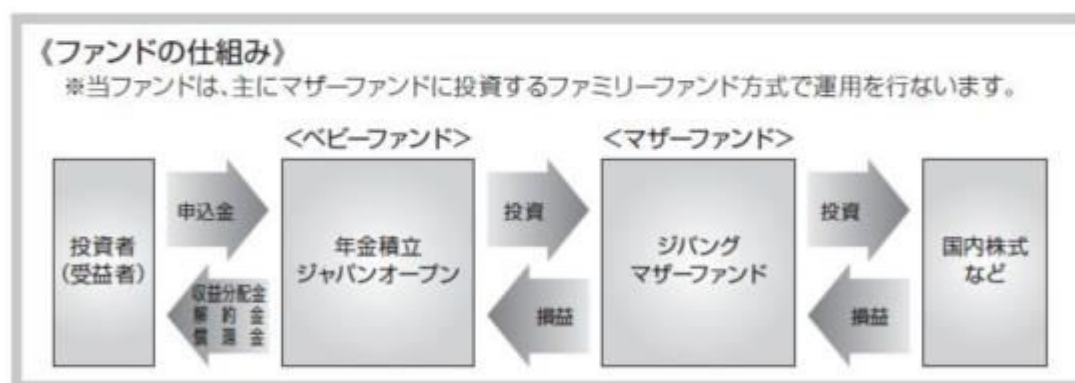 《ファンドの仕組み》
※当ファンドは、主にマザーファンドに投資するファミリーファンド方式で運用を行ないます。
<ベビーファンド>
<マザーファンド>
投資者
(受益者)
申込金
収益分配金
解約金
償還金
年金積立
ジャパンオープン
投資
損益
ジパング
マザーファンド
投資
損益
国内株式
など